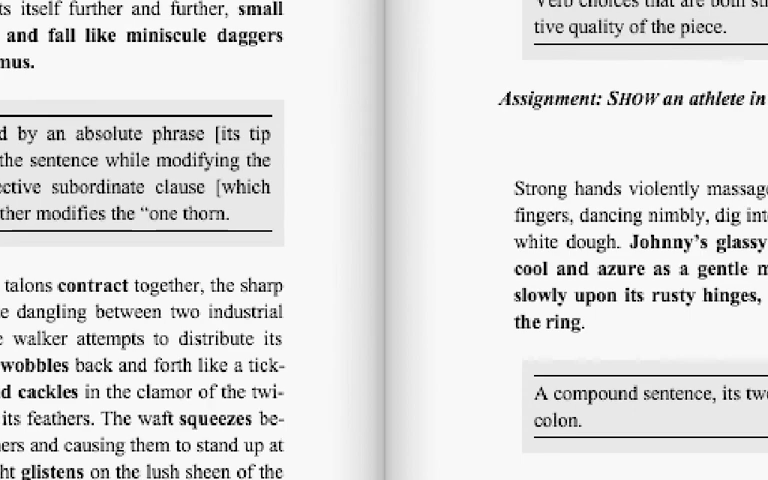 ts itself further and further, small
and fall like miniscule daggers
mus.
d by an absolute phrase [its tip
the sentence while modifying the
ective subordinate clause [which
ther modifies the “one thorn.
talons contract together, the sharp
e dangling between two industrial
e walker attempts to distribute its
wobbles back and forth like a tick-
d cackles in the clamor of the twi-
its feathers. The waft squeezes be-
ners and causing them to stand up at
ht glistens on the lush sheen of the
Verb choices that are both
tive quality of the piece.
Assignment: SHOW an athlete in
Strong hands violently massage
fingers, dancing nimbly, dig int
white dough. Johnny’s glassy
cool and azure as a gentle m
slowly upon its rusty hinges,
the ring.
A compound sentence, its two
colon.